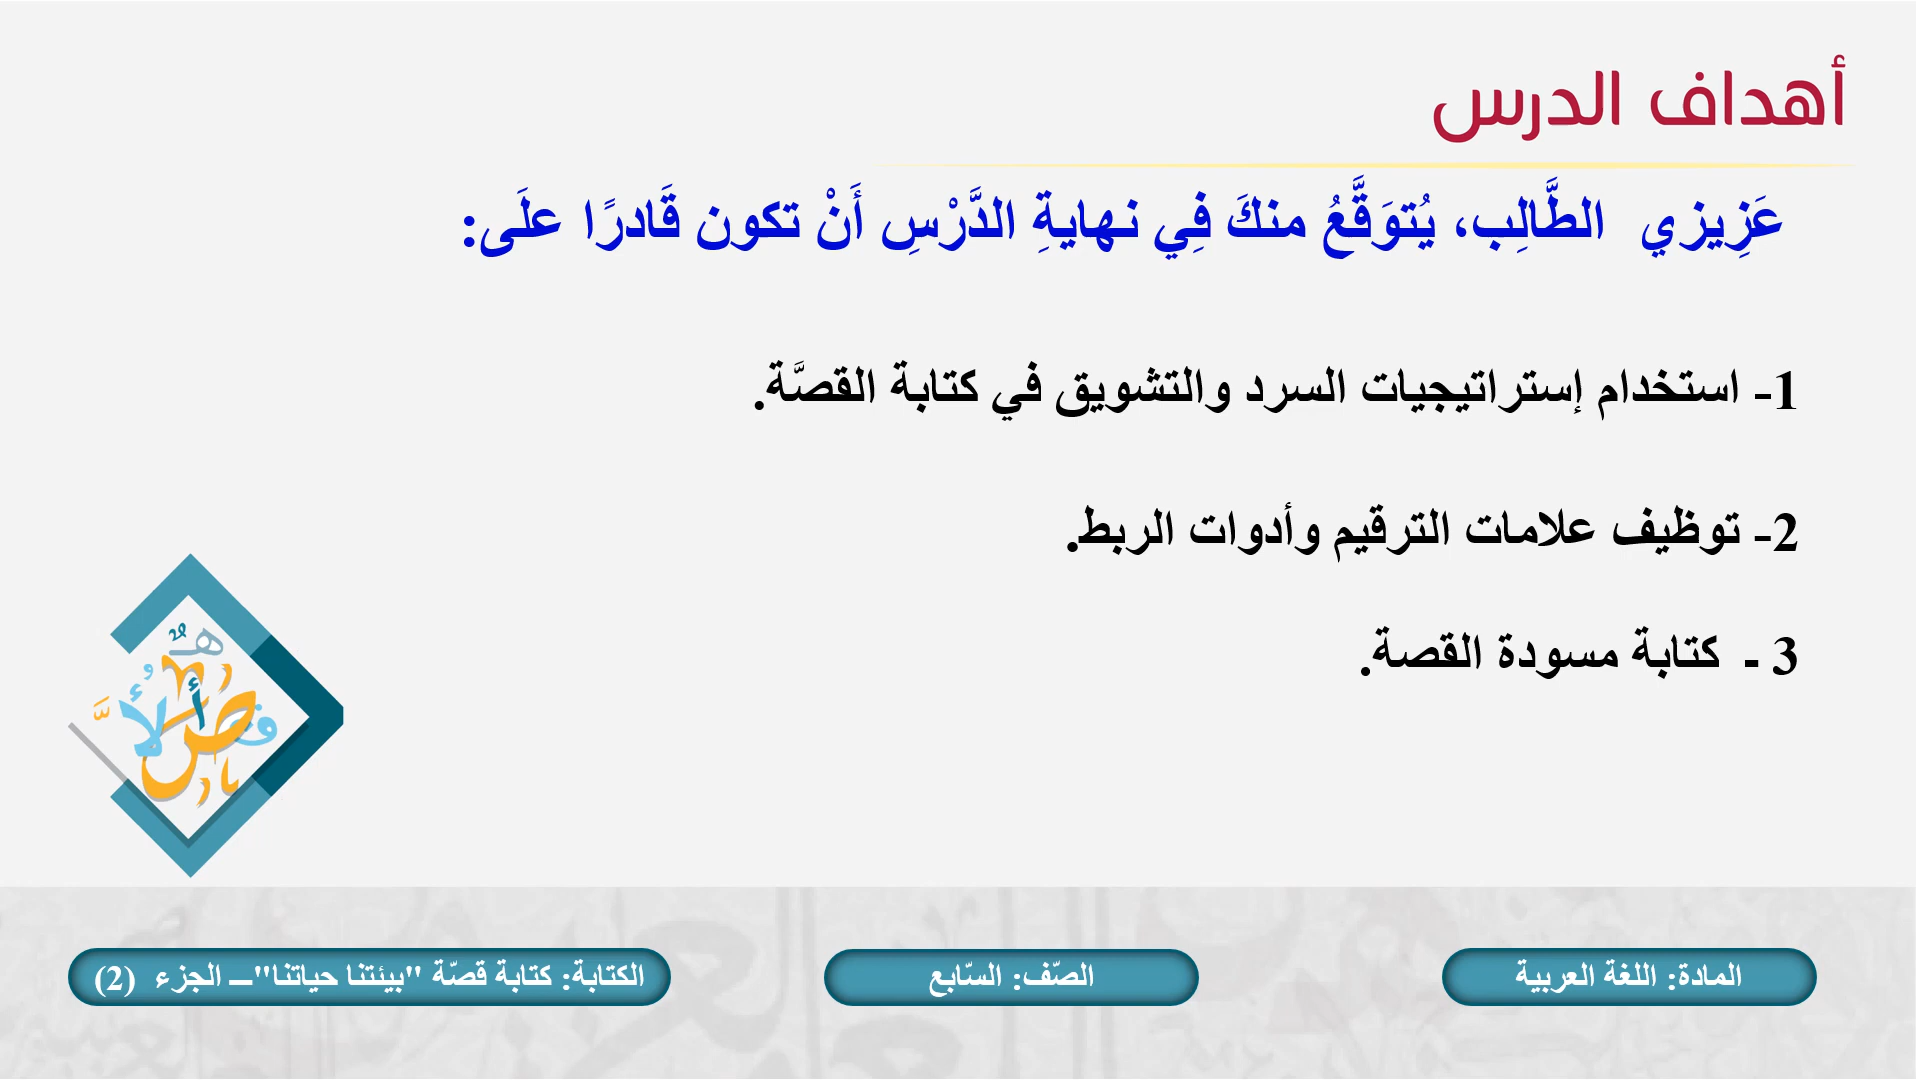 أهداف الدرس
عَزِيزي الطَّالِب، يُتوَقَّعُ منكَ فِي نهايةِ الدَّرْسِ أَنْ تكون قَادرًا علَى:
1- استخدام إستراتيجيات السرد والتشويق في كتابة القصَّة.
2- توظيف علامات الترقيم وأدوات الربط.
3 ـ كتابة مسودة القصة.
المادة: اللغة العربية
الصّف: السّابع
الكتابة: كتابة قصّة "بيئتنا حياتنا"ـــ الجزء (2)